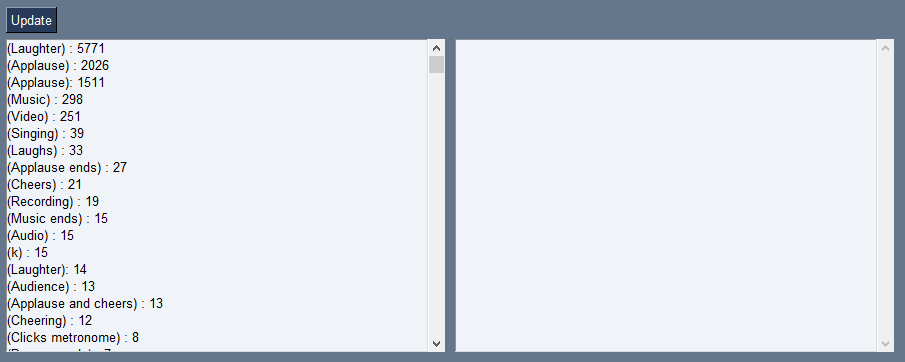 Update
(Laughter) : 5771
(Applause) : 2026
(Applause): 1511
(Music) : 298
(Video) : 251
(Singing) : 39
(Laughs) : 33
(Applause ends) : 27
(Cheers) : 21
(Recording) : 19
(Music ends) : 15
(Audio) : 15
(k) : 15
(Laughter): 14
(Audience) : 13
(Applause and cheers) : 13
(Cheering) : 12
(Clicks metronome) : 8